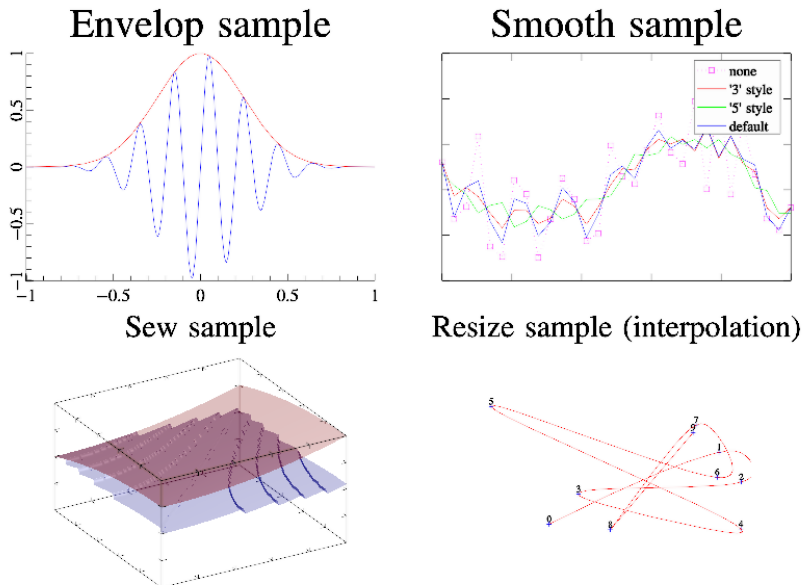 Envelop sample
1
0.5
0
−0.5
−1
−1
−0.5
0
0.5
1
Smooth sample
none
'3' style
'5' style
default
Sew sample
Resize sample (interpolation)
5
7
9
1
6
2
3
0
8
4